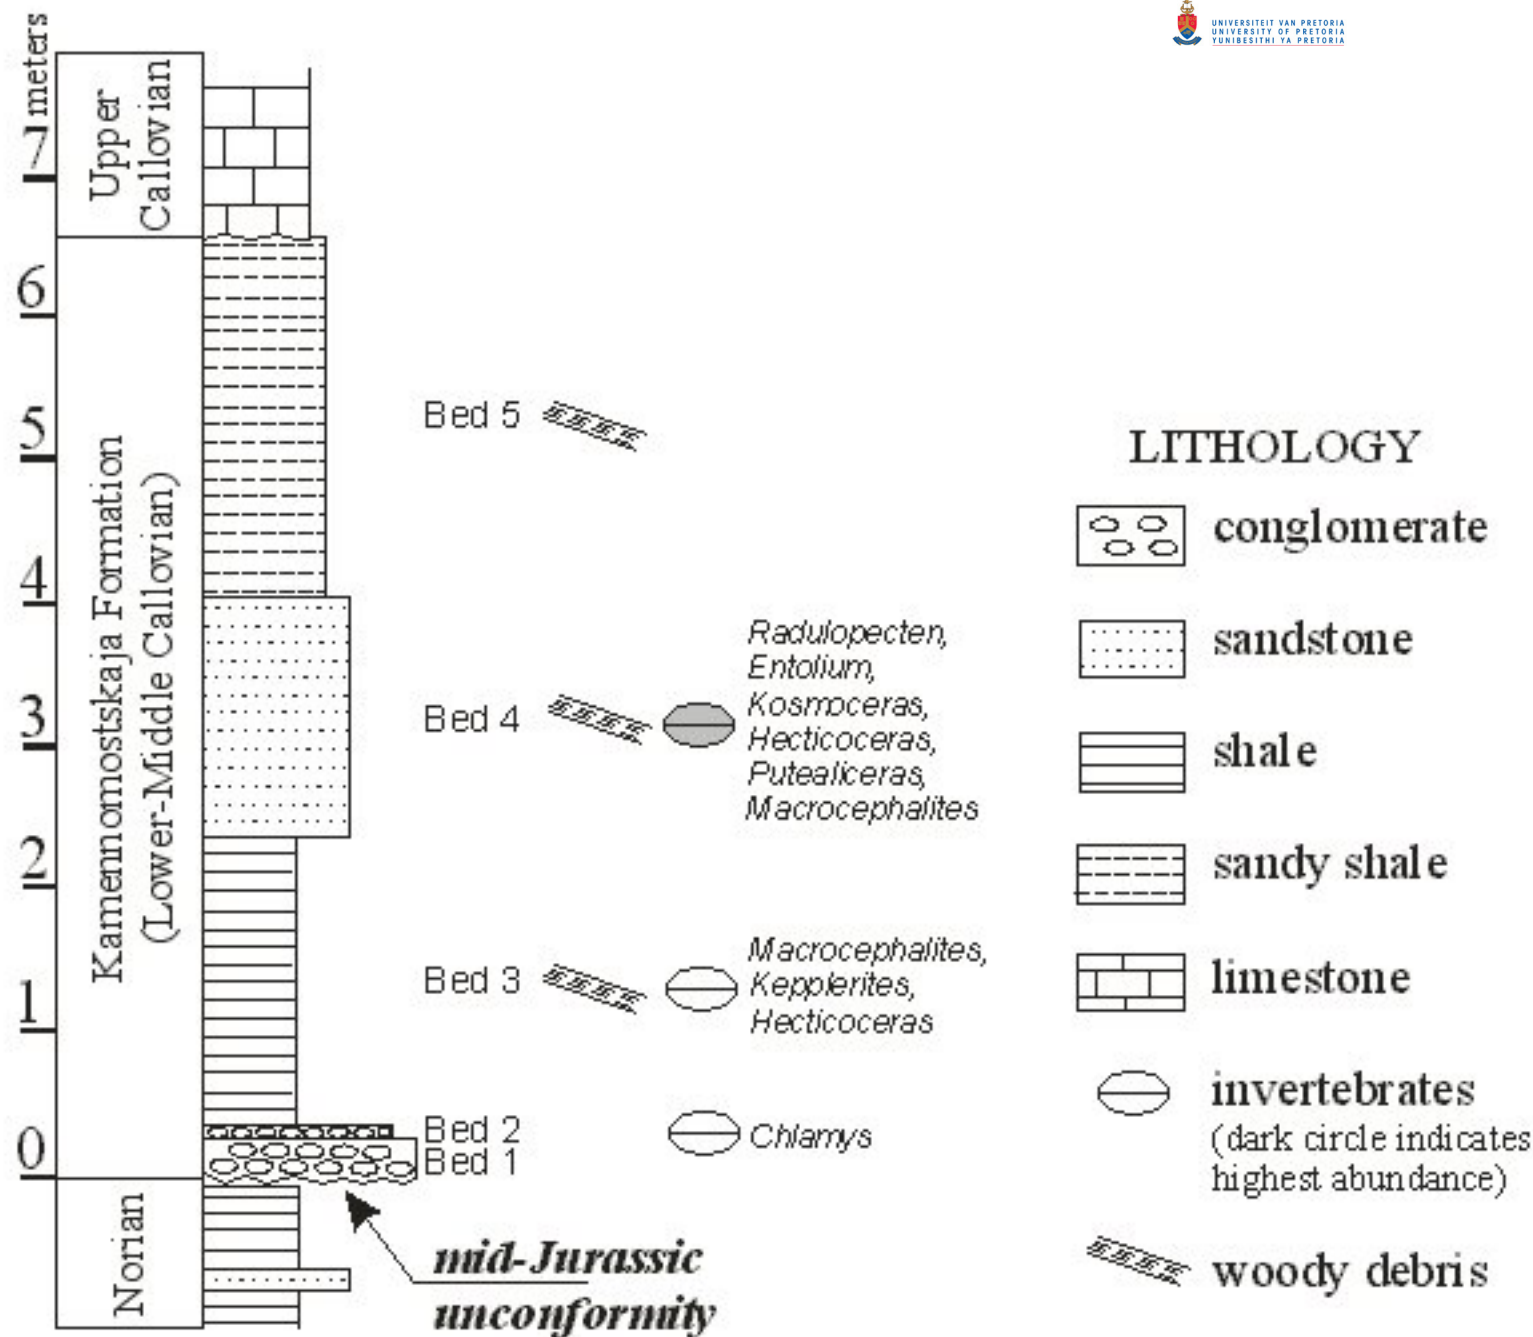 UNIVERSITEIT VAN PRETORIA
UNIVERSITY OF PRETORIA
YUNIBESITHI YA PRETORIA
meters
7
6
5
4
3
2
1
0
Upper
Callovian
Kamennomostskaja Formation
(Lower-Middle Callovian)
Norian
Bed 5
Bed 4
Radulopecten,
Entolium,
Kosmoceras,
Hecticoceras,
Putealiceras,
Macrocephalites
Bed 3
Macrocephalites,
Kepplerites,
Hecticoceras
Bed 2
Chlamys
Bed 1
mid-Jurassic
unconformity
LITHOLOGY
conglomerate
sandstone
shale
sandy shale
limestone
invertebrates
(dark circle indicates
highest abundance)
woody debris